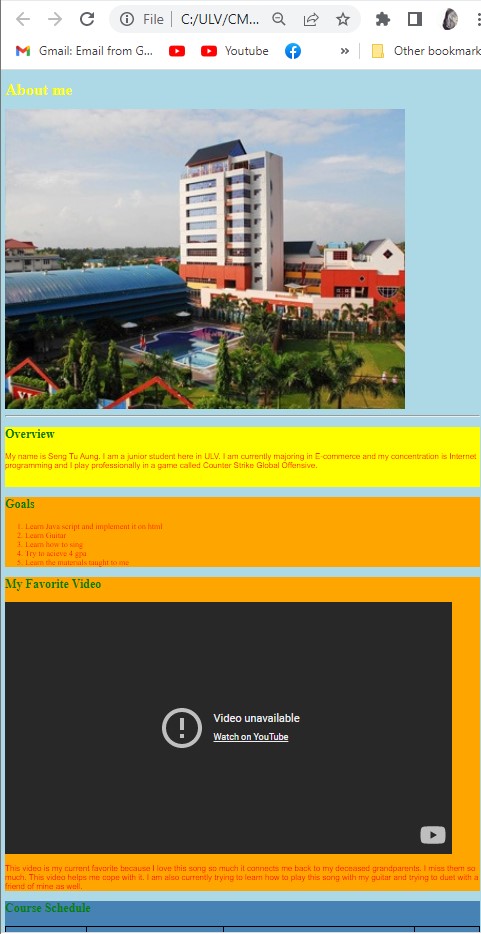 File
C:/ULV/CM...
Gmail: Email from G...
Youtube
»
Other bookmark
About me
Overview
My name is Seng Tu Aung. I am a junior student here in ULV. I am currently majoring in E-commerce and my concentration is Internet
programming and I play professionally in a game called Counter Strike Global Offensive.
Goals
1. Learn Java script and implement it on html
2. Learn Guitar
3. Learn how to sing
4. Try to acieve 4 gpa
5. Learn the materials taught to me
My Favorite Video
Video unavailable
Watch on YouTube
This video is my current favorite because I love this song so much it connects me back to my deceased grandparents. I miss them so
much. This video helps me cope with it. I am also currently trying to learn how to play this song with my guitar and trying to duet with a
friend of mine as well.
Course Schedule